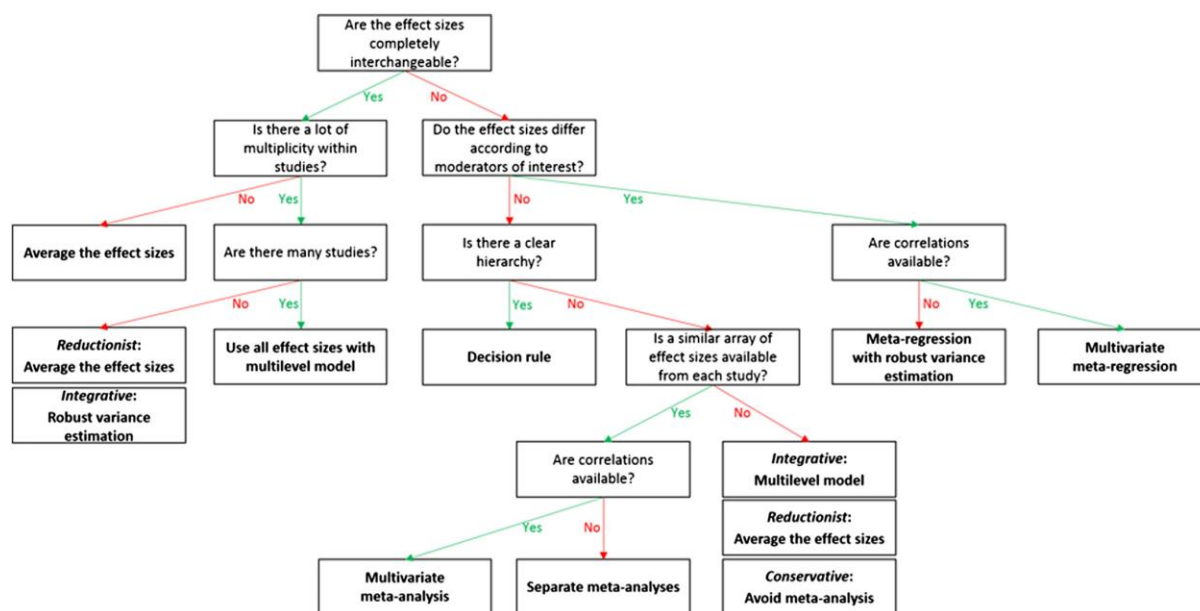 Are the effect sizes
completely
interchangeable?
Yes
No
Is there a lot of
multiplicity within
studies?
Do the effect sizes differ
according to
moderators of interest?
No
Yes
No
Yes
Average the effect sizes
Are there many studies?
Is there a clear
hierarchy?
Are correlations
available?
No
Yes
Yes
No
No
Yes
Reductionist:
Average the effect sizes
Integrative:
Robust variance
estimation
Use all effect sizes with
multilevel model
Decision rule
Is a similar array of
effect sizes available
from each study?
Meta-regression
with robust variance
estimation
Multivariate
meta-regression
Yes
No
Are correlations
available?
Integrative:
Multilevel model
Reductionist:
Average the effect sizes
Conservative:
Avoid meta-analysis
Yes
No
Multivariate
meta-analysis
Separate meta-analyses